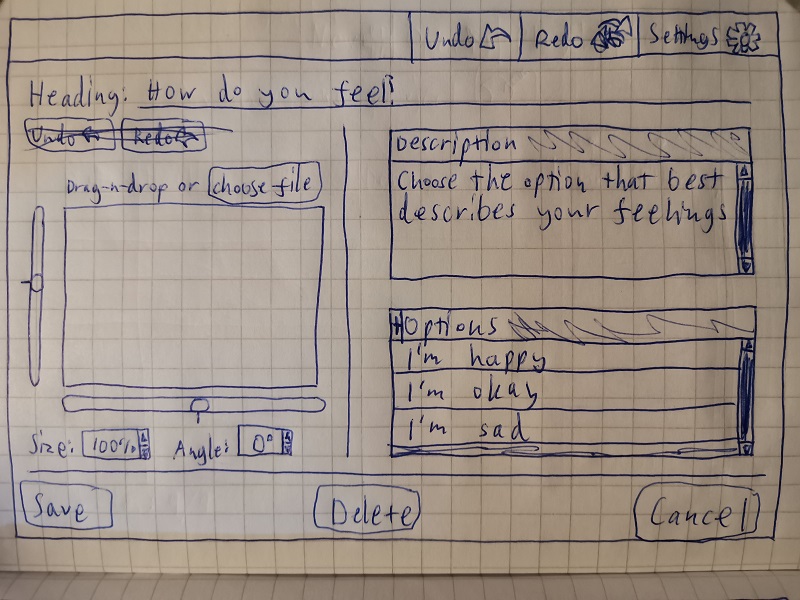 Undo Redo Settings
Heading: How do you feel?
Undo Redo
Drag-n-drop or choose file
Size: 100% Angle: 0°
Description
Choose the option that best
describes your feelings
+Options
I'm happy
I'm okay
I'm sad
Save Delete Cancel